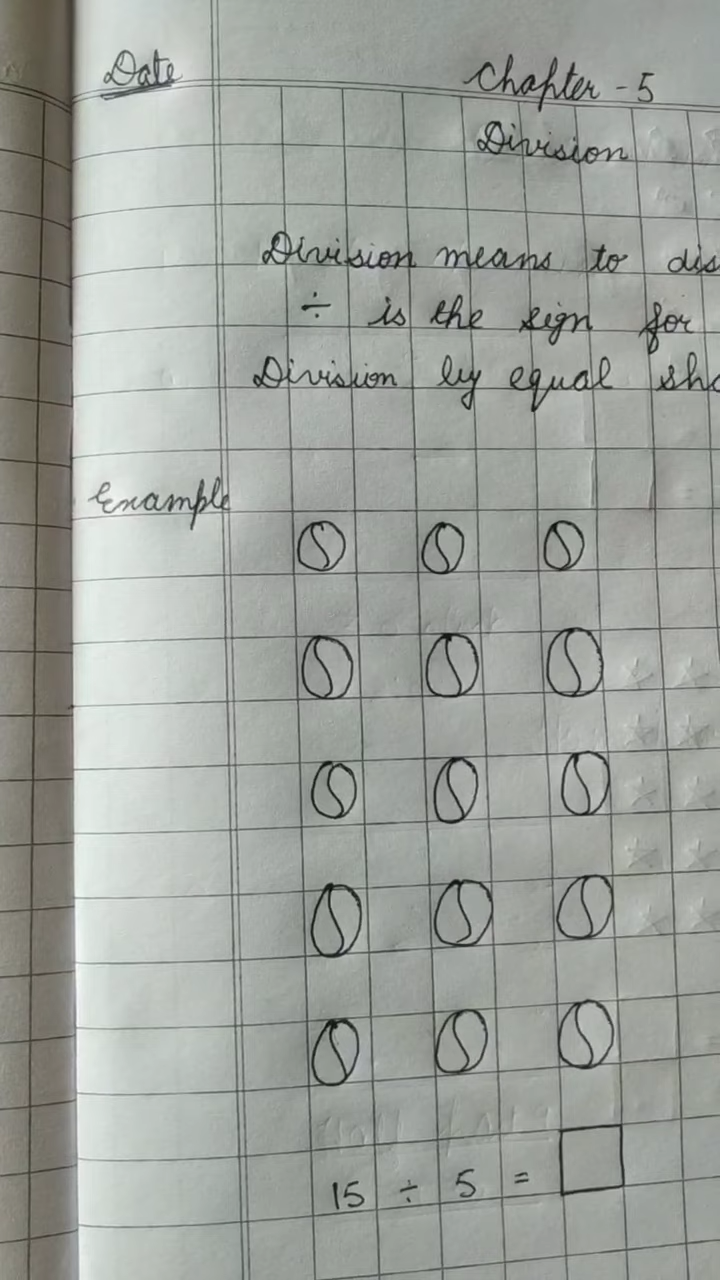 Date
Chapter - 5
Division
Division means to
÷ is the sign for
Division by equal
Example
15 ÷ 5 =